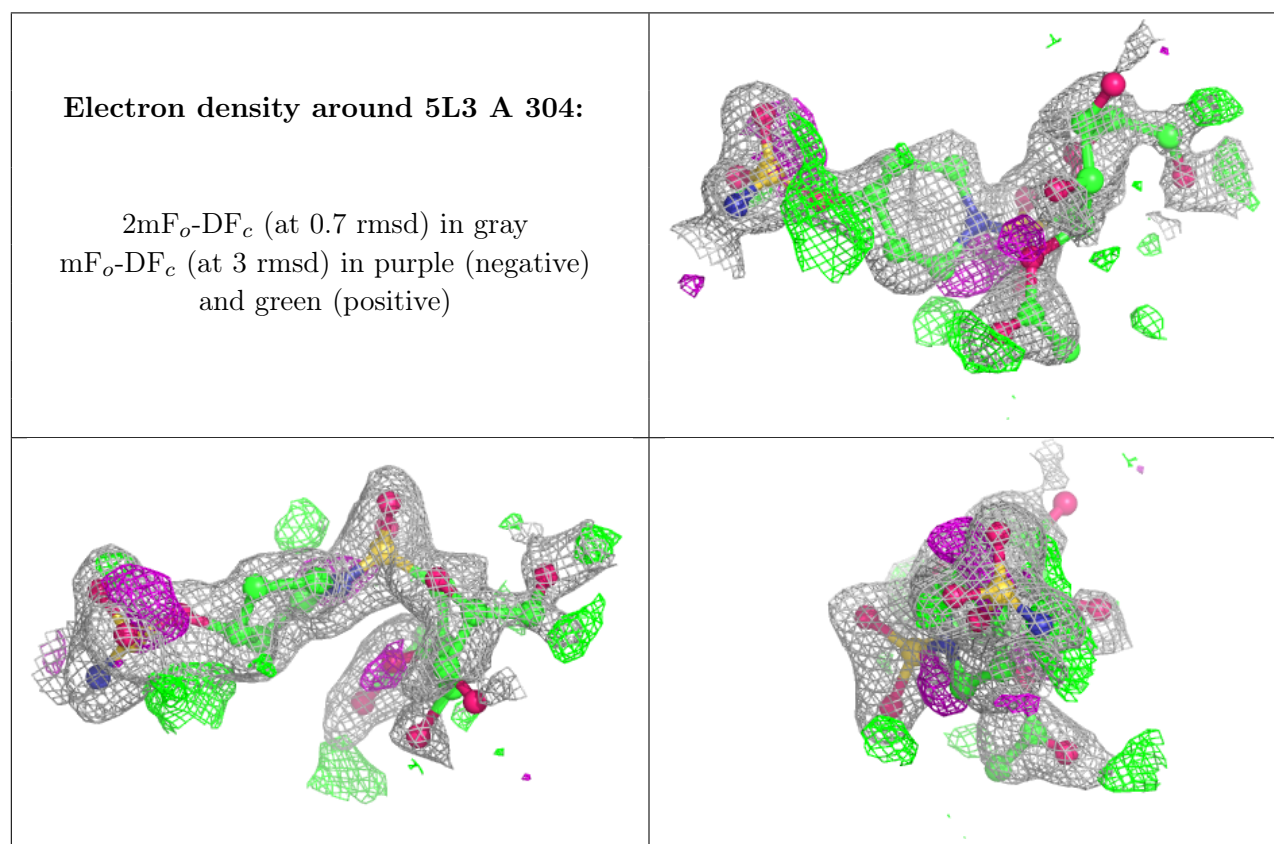 Electron density around 5L3 A 304:
2mFo-DFc (at 0.7 rmsd) in gray
mFo-DFc (at 3 rmsd) in purple (negative)
and green (positive)